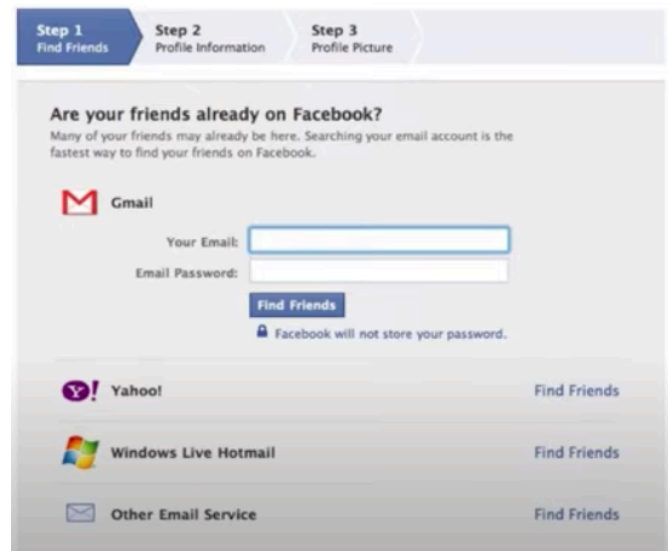 Step 1
Find Friends
Step 2
Profile Information
Step 3
Profile Picture
Are your friends already on Facebook?
Many of your friends may already be here. Searching your email account is the
fastest way to find your friends on Facebook.
Gmail
Your Email:
Email Password:
Find Friends
Facebook will not store your password.
Yahoo!
Find Friends
Windows Live Hotmail
Find Friends
Other Email Service
Find Friends